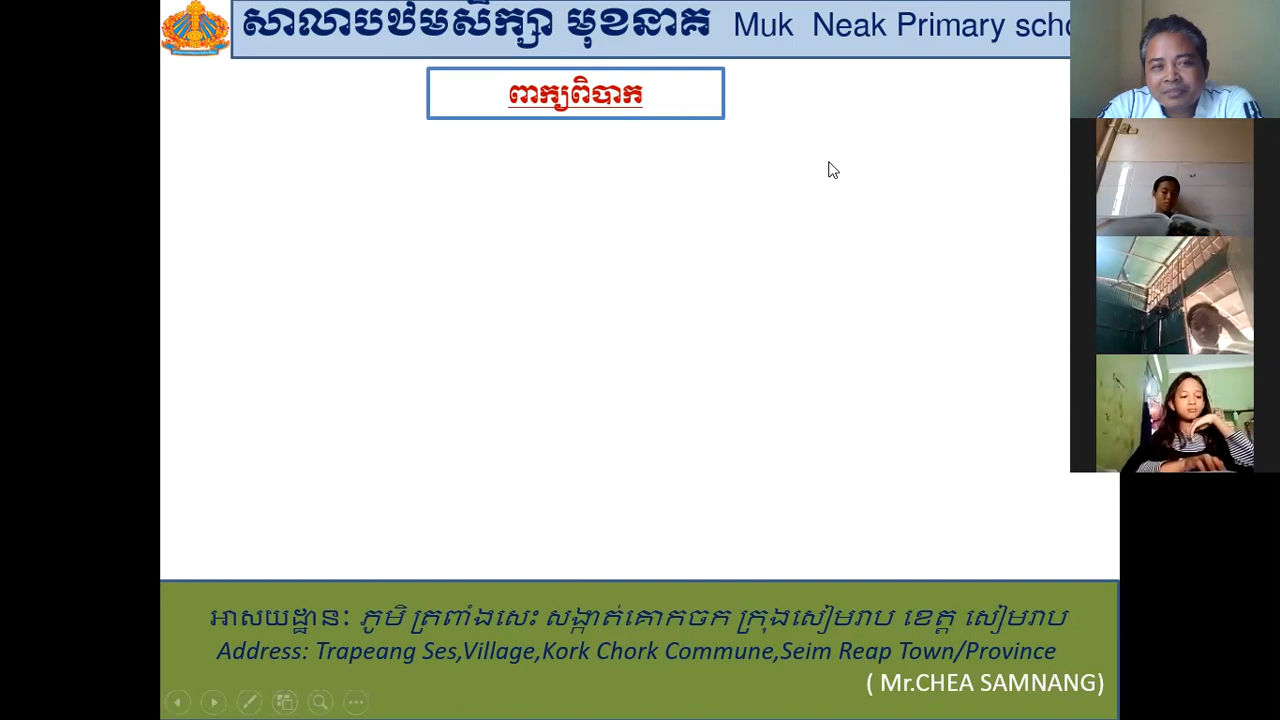 សាលាបឋមសិក្សា មុខនាគ Muk Neak Primary scho
ពាក្យពិបាក
អាសយដ្ឋាន: ភូមិ ត្រពាំងសេះ សង្កាត់គោកចក ក្រុងសៀមរាប ខេត្ត សៀមរាប
Address: Trapeang Ses,Village,Kork Chork Commune,Seim Reap Town/Province
( Mr.CHEA SAMNANG)